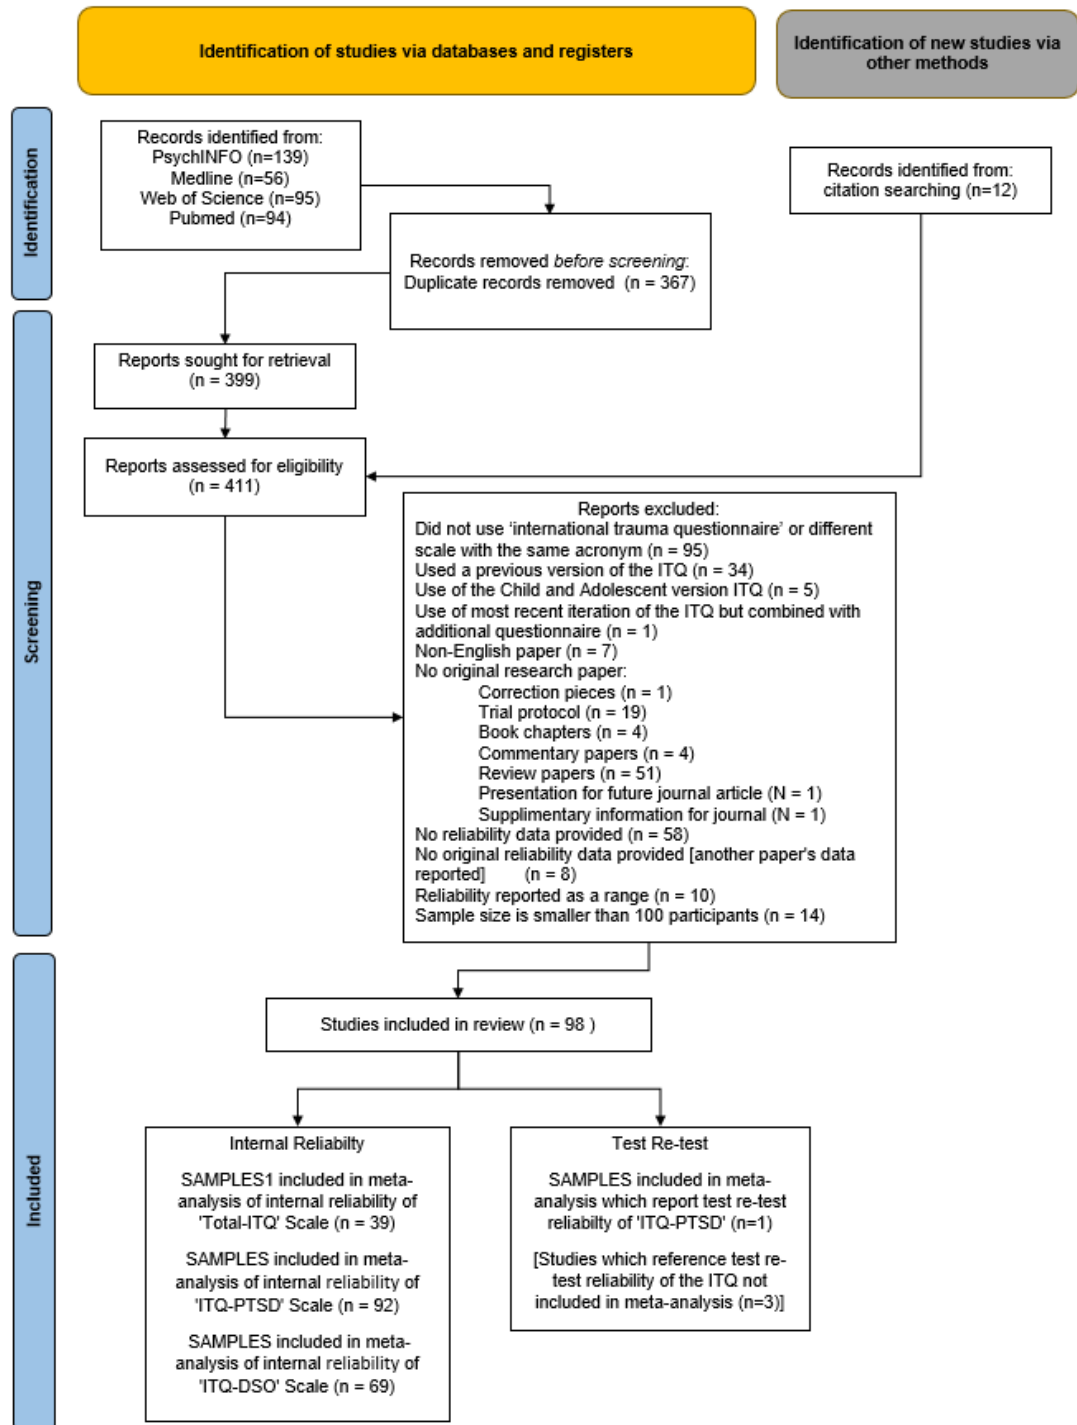 Identification of studies via databases and registers
Identification of new studies via
other methods
Identification
Records identified from:
PsychINFO (n=139)
Medline (n=56)
Web of Science (n=95)
Pubmed (n=94)
Records identified from:
citation searching (n=12)
Records removed before screening:
Duplicate records removed (n = 367)
Screening
Reports sought for retrieval
(n = 399)
Reports assessed for eligibility
(n = 411)
Reports excluded:
Did not use ‘international trauma questionnaire’ or different
scale with the same acronym (n = 95)
Used a previous version of the ITQ (n = 34)
Use of the Child and Adolescent version ITQ (n = 5)
Use of most recent iteration of the ITQ but combined with
additional questionnaire (n = 1)
Non-English paper (n = 7)
No original research paper:
Correction pieces (n = 1)
Trial protocol (n = 19)
Book chapters (n = 4)
Commentary papers (n = 4)
Review papers (n = 51)
Presentation for future journal article (N = 1)
Supplimentary information for journal (N = 1)
No reliability data provided (n = 58)
No original reliability data provided [another paper's data
reported] (n = 8)
Reliability reported as a range (n = 10)
Sample size is smaller than 100 participants (n = 14)
Included
Studies included in review (n = 98 )
Internal Reliabilty
SAMPLES1 included in meta-
analysis of internal reliability of
'Total-ITQ' Scale (n = 39)
SAMPLES included in meta-
analysis of internal reliability of
'ITQ-PTSD' Scale (n = 92)
SAMPLES included in meta-
analysis of internal reliability of
'ITQ-DSO' Scale (n = 69)
Test Re-test
SAMPLES included in meta-
analysis which report test re-test
reliabilty of 'ITQ-PTSD' (n=1)
[Studies which reference test re-
test reliability of the ITQ not
included in meta-analysis (n=3)]